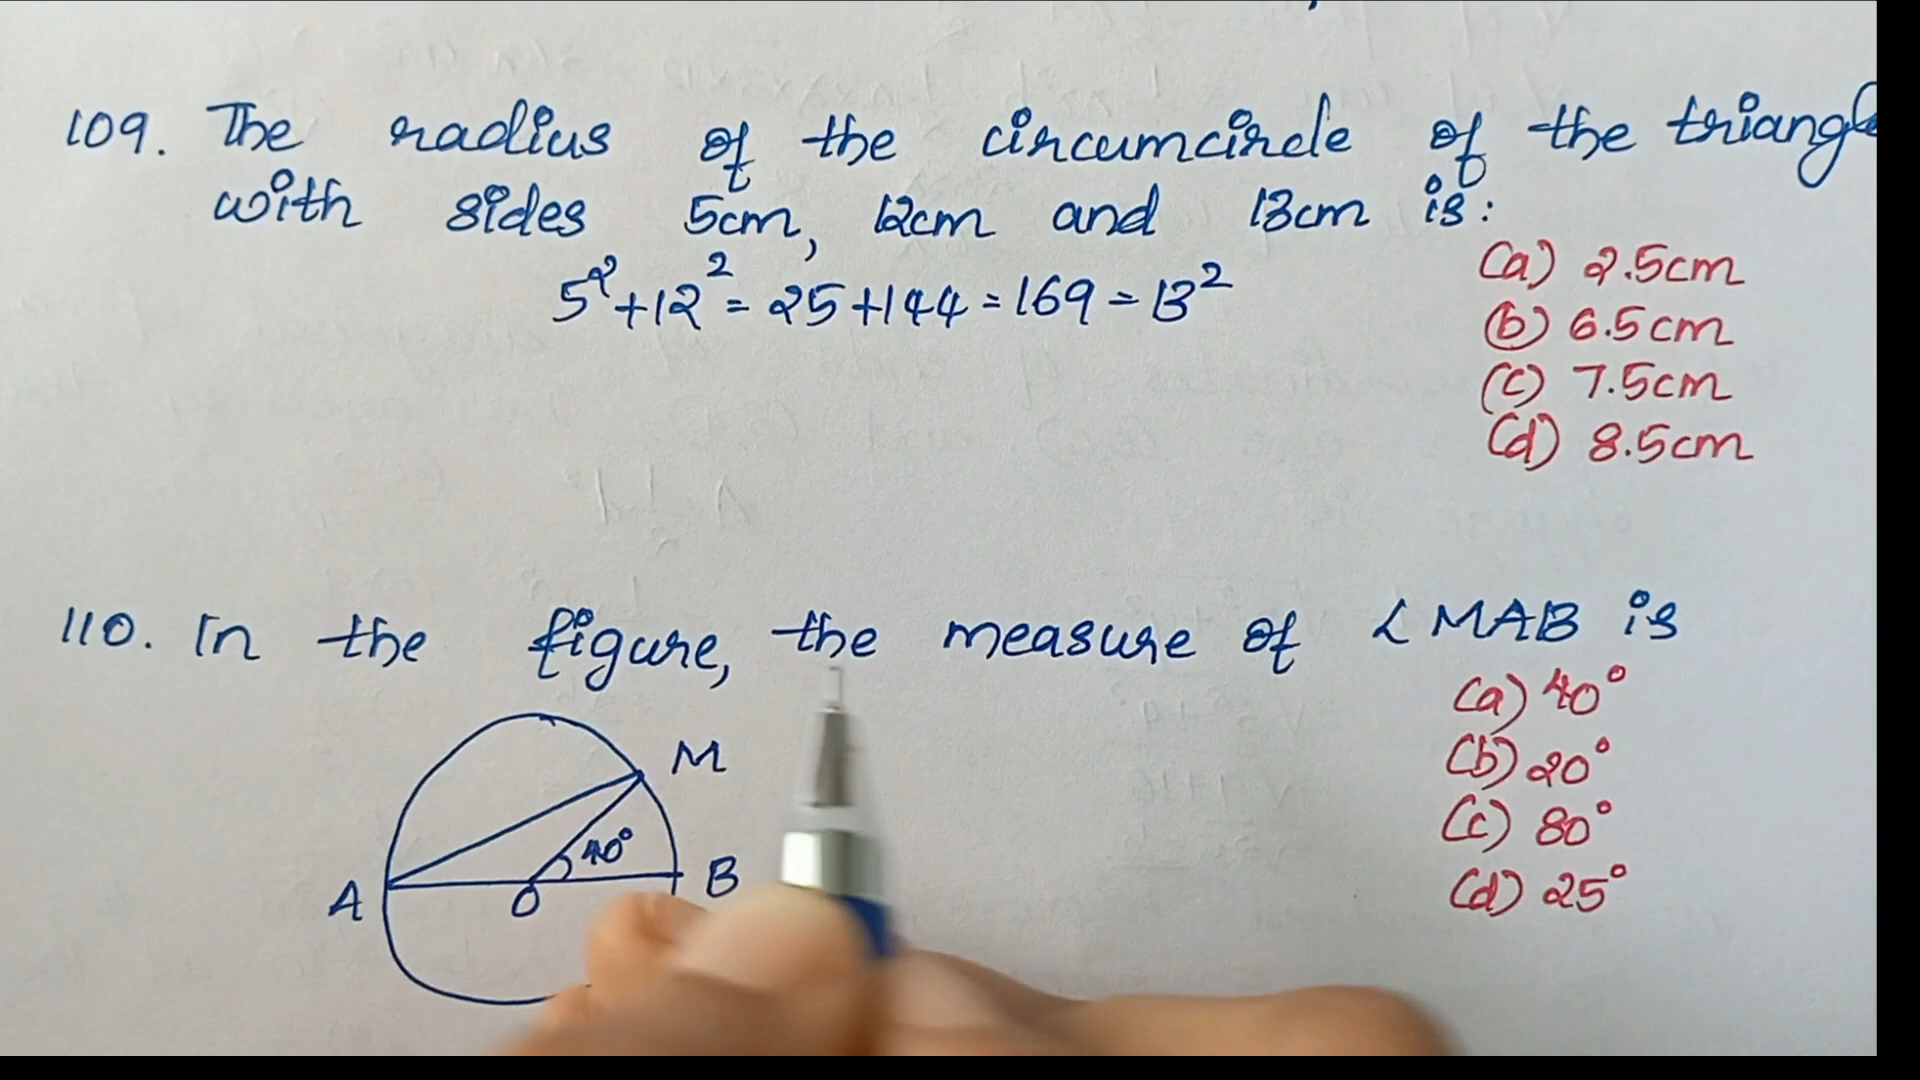 109. The radius of the circumcircle of the triangle
with sides 5cm, 12cm and 13cm is:
5² + 12² = 25 + 144 = 169 = 13²
(a) 2.5cm
(b) 6.5cm
(c) 7.5cm
(d) 8.5cm
110. In the figure, the measure of ∠MAB is
(a) 40°
(b) 20°
(c) 80°
(d) 25°
M
40°
A O B